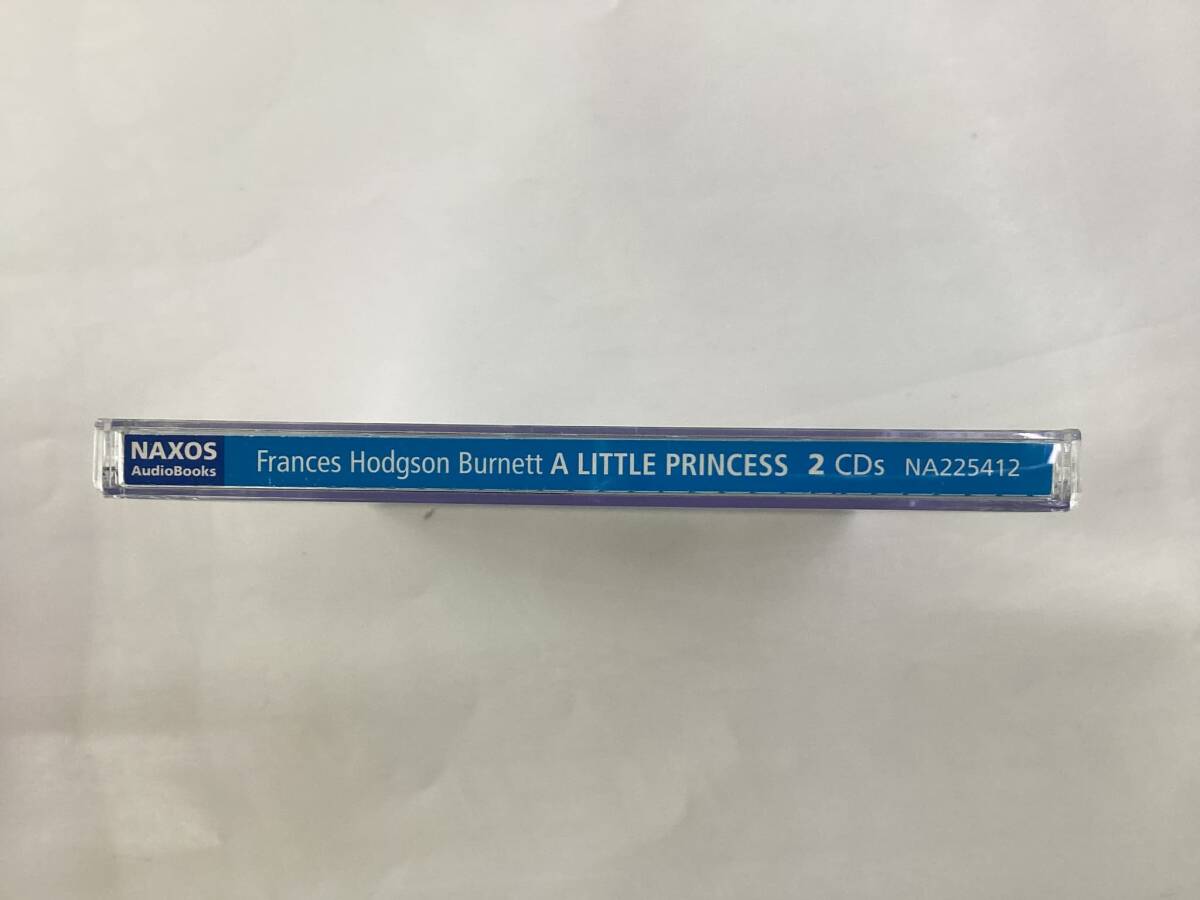 NAXOS
AudioBooks
Frances Hodgson Burnett A LITTLE PRINCESS 2 CDs NA225412